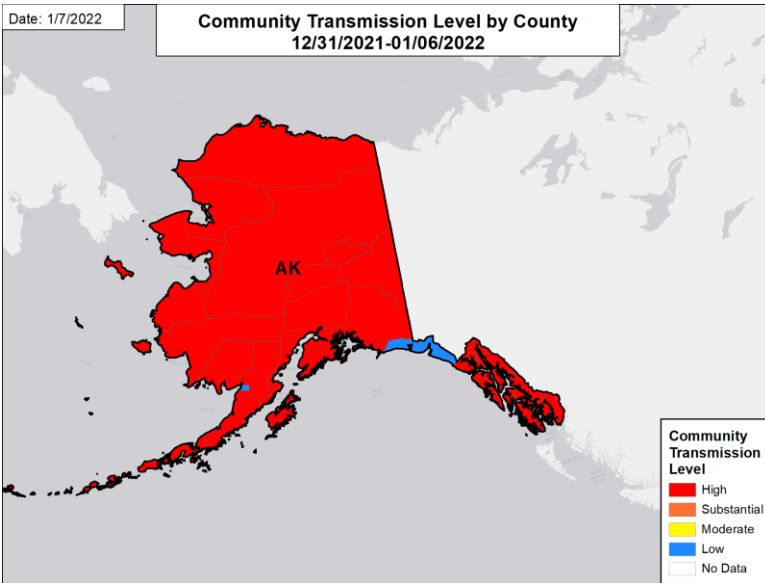 Date: 1/7/2022
Community Transmission Level by County
12/31/2021-01/06/2022
AK
Community
Transmission
Level
High
Substantial
Moderate
Low
No Data